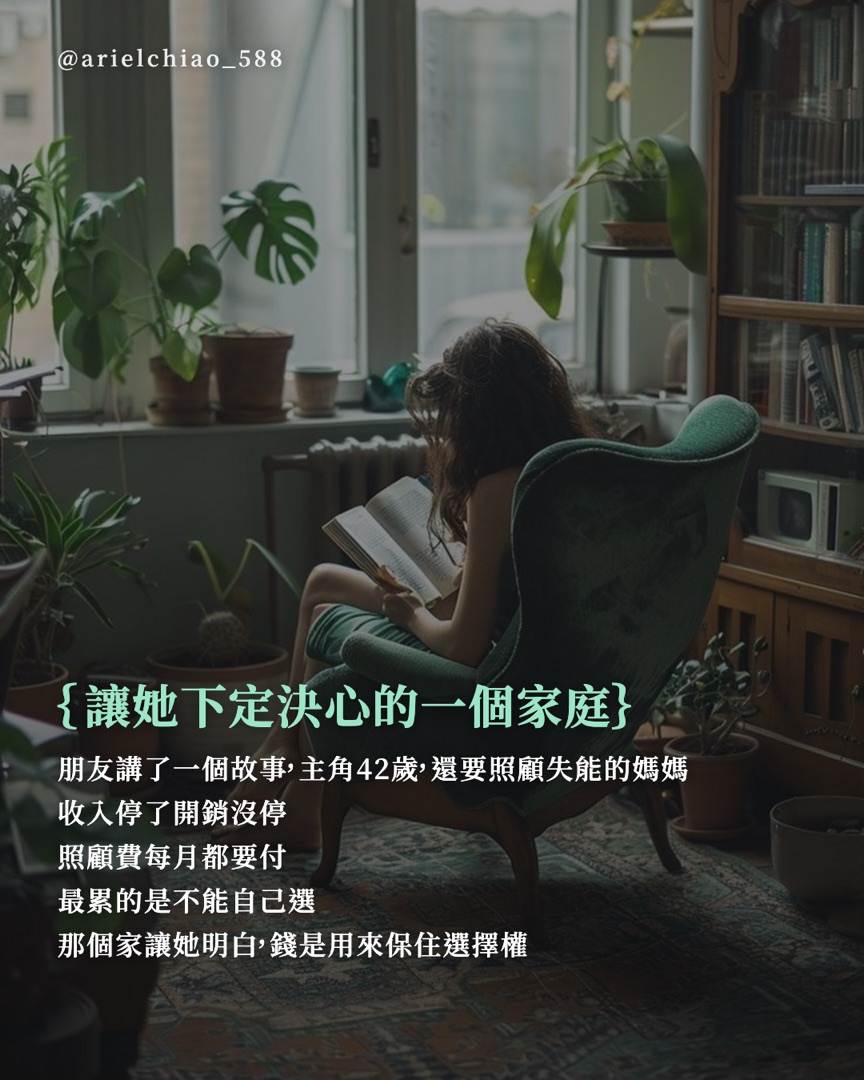 @arielchiao_588
{讓她下定決心的一個家庭}
朋友講了一個故事，主角42歲，還要照顧失能的媽媽
收入停了開銷沒停
照顧費每月都要付
最累的是不能自己選
那個家讓她明白，錢是用來保住選擇權